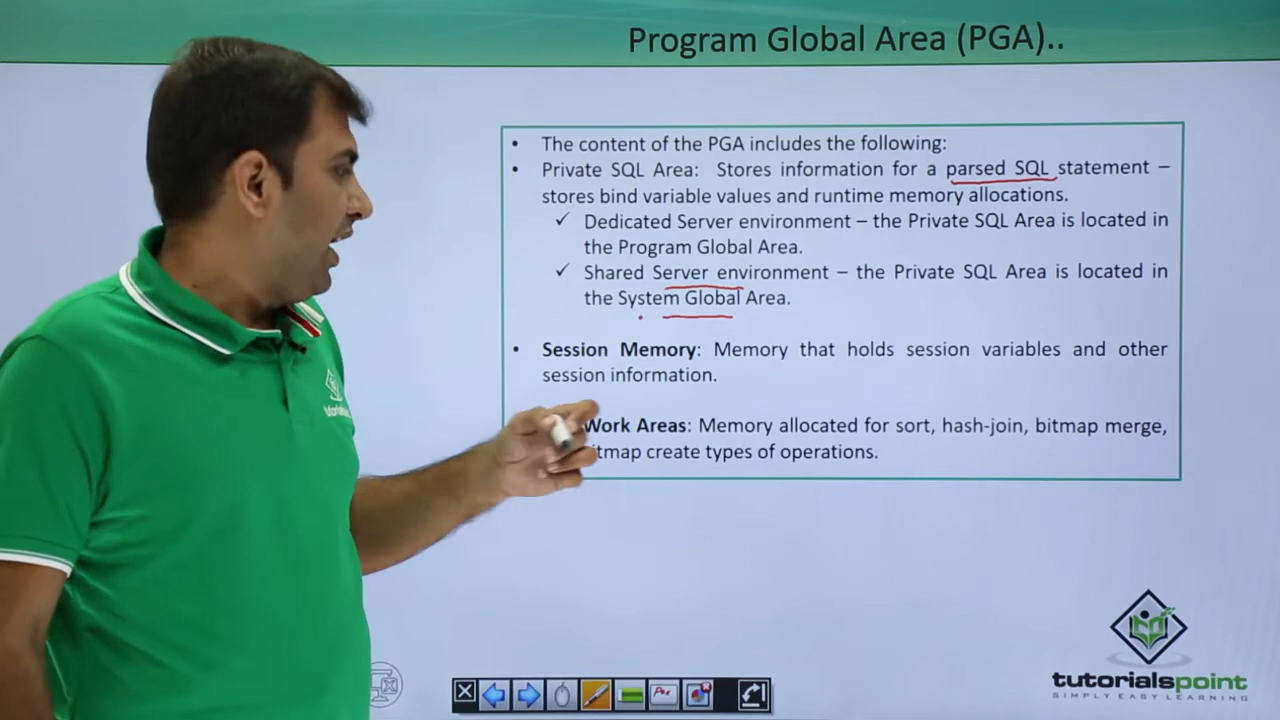 Program Global Area (PGA)..
• The content of the PGA includes the following:
• Private SQL Area: Stores information for a parsed SQL statement –
stores bind variable values and runtime memory allocations.
✓ Dedicated Server environment – the Private SQL Area is located in
the Program Global Area.
✓ Shared Server environment – the Private SQL Area is located in
the System Global Area.
• Session Memory: Memory that holds session variables and other
session information.
Work Areas: Memory allocated for sort, hash-join, bitmap merge,
itmap create types of operations.
tutorialspoint
SIMPLY EASY LEARNING